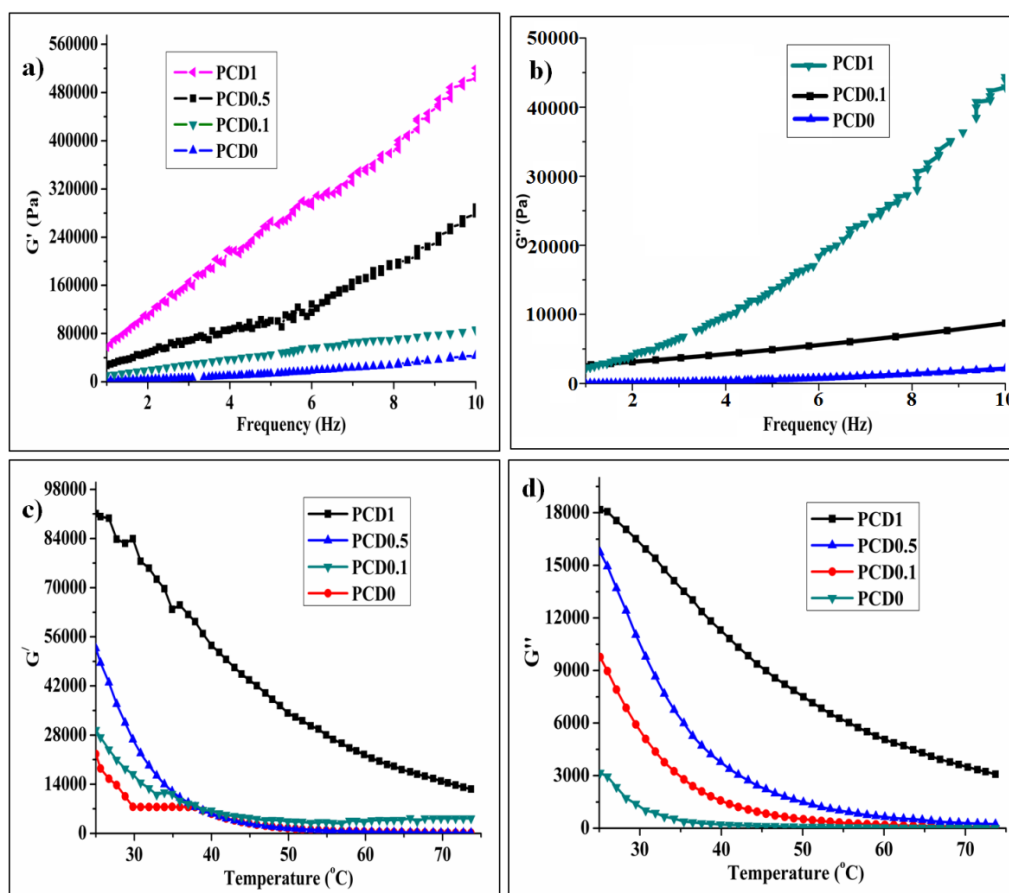 a)
G' (Pa)
560000
480000
400000
320000
240000
160000
80000
0
PCD1
PCD0.5
PCD0.1
PCD0
2 4 6 8 10
Frequency (Hz)
b)
G'' (Pa)
50000
40000
30000
20000
10000
0
PCD1
PCD0.1
PCD0
2 4 6 8 10
Frequency (Hz)
c)
G/
98000
84000
70000
56000
42000
28000
14000
0
PCD1
PCD0.5
PCD0.1
PCD0
30 40 50 60 70
Temperature (°C)
d)
G''
18000
15000
12000
9000
6000
3000
0
PCD1
PCD0.5
PCD0.1
PCD0
30 40 50 60 70
Temperature (°C)